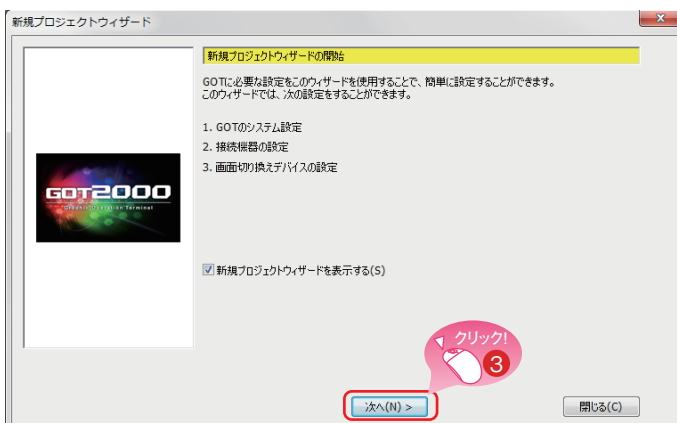 新規プロジェクトウィザード
新規プロジェクトウィザードの開始
GOTに必要な設定をこのウィザードを使用することで、簡単に設定することができます。
このウィザードでは、次の設定をすることができます。
1. GOTのシステム設定
2. 接続機器の設定
3. 画面切り換えデバイスの設定
GOT2000
Graphic Operation Terminal
新規プロジェクトウィザードを表示する(S)
クリック!
3
次へ(N) >
閉じる(C)